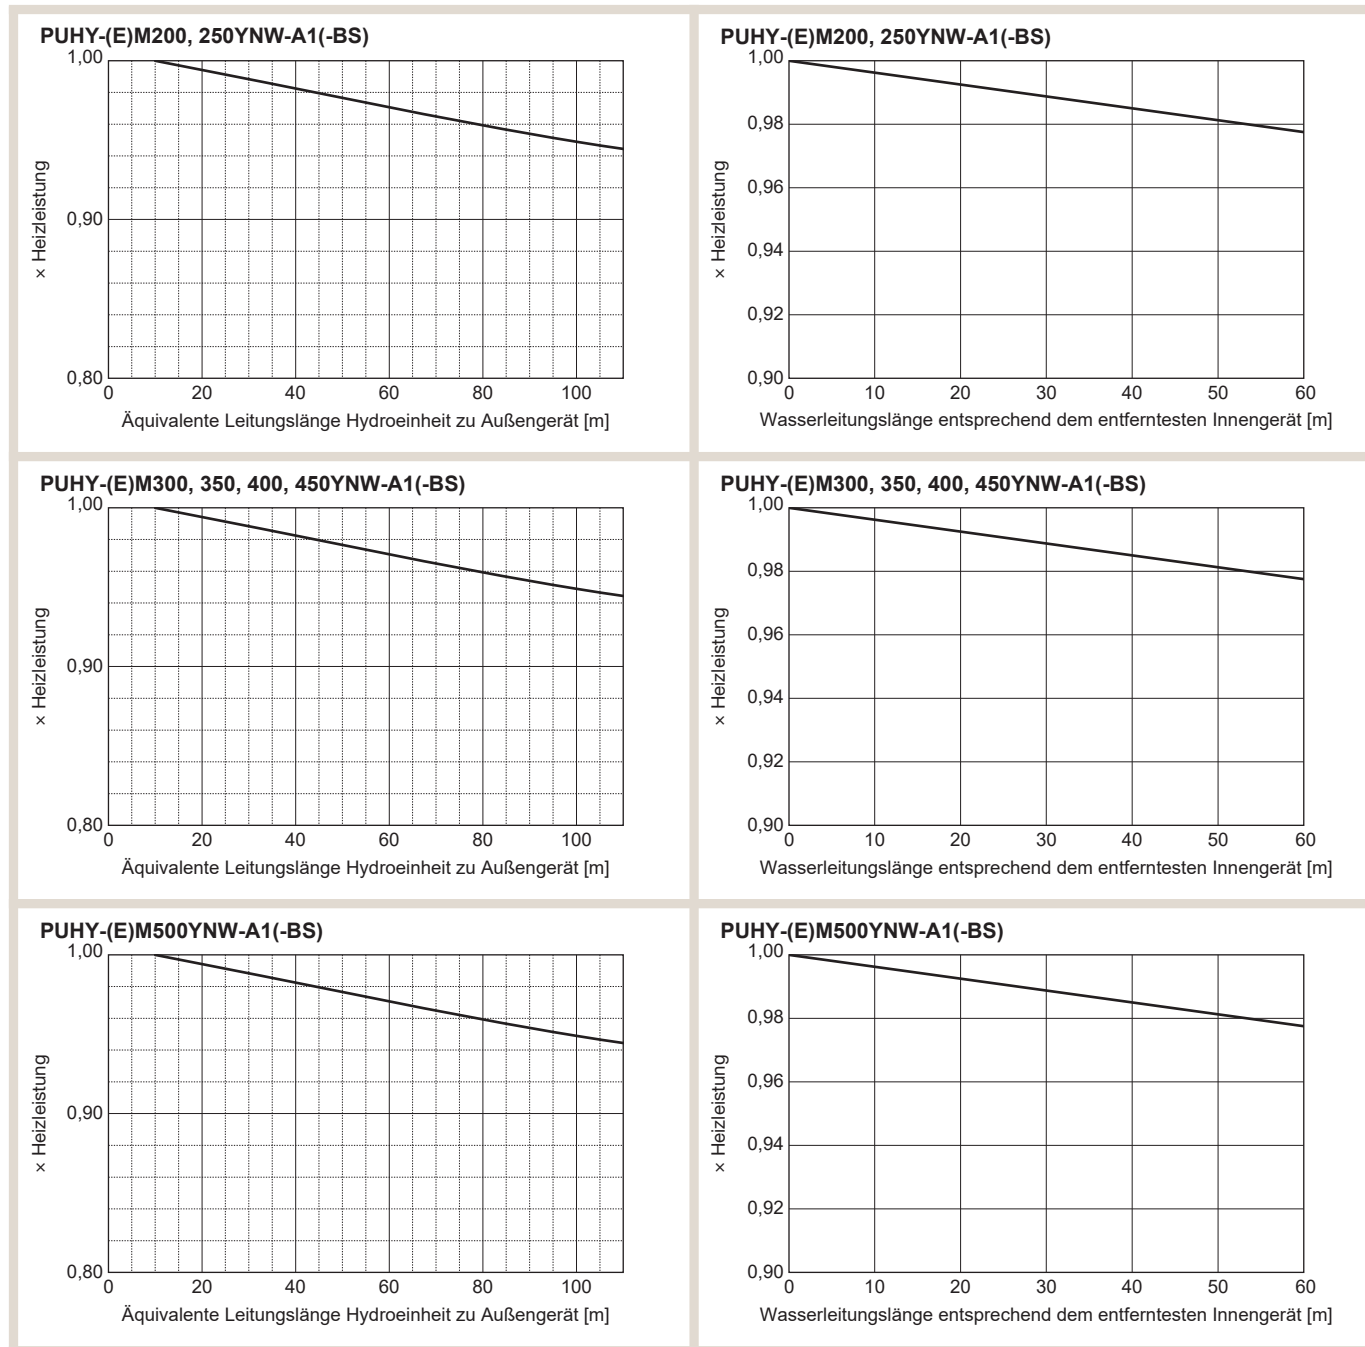 PUHY-(E)M200, 250YNW-A1(-BS)
1,00
0,90
0,80
× Heizleistung
0 20 40 60 80 100
Äquivalente Leitungslänge Hydroeinheit zu Außengerät [m]
PUHY-(E)M200, 250YNW-A1(-BS)
1,00
0,98
0,96
0,94
0,92
0,90
× Heizleistung
0 10 20 30 40 50 60
Wasserleitungslänge entsprechend dem entferntesten Innengerät [m]
PUHY-(E)M300, 350, 400, 450YNW-A1(-BS)
1,00
0,90
0,80
× Heizleistung
0 20 40 60 80 100
Äquivalente Leitungslänge Hydroeinheit zu Außengerät [m]
PUHY-(E)M300, 350, 400, 450YNW-A1(-BS)
1,00
0,98
0,96
0,94
0,92
0,90
× Heizleistung
0 10 20 30 40 50 60
Wasserleitungslänge entsprechend dem entferntesten Innengerät [m]
PUHY-(E)M500YNW-A1(-BS)
1,00
0,90
0,80
× Heizleistung
0 20 40 60 80 100
Äquivalente Leitungslänge Hydroeinheit zu Außengerät [m]
PUHY-(E)M500YNW-A1(-BS)
1,00
0,98
0,96
0,94
0,92
0,90
× Heizleistung
0 10 20 30 40 50 60
Wasserleitungslänge entsprechend dem entferntesten Innengerät [m]